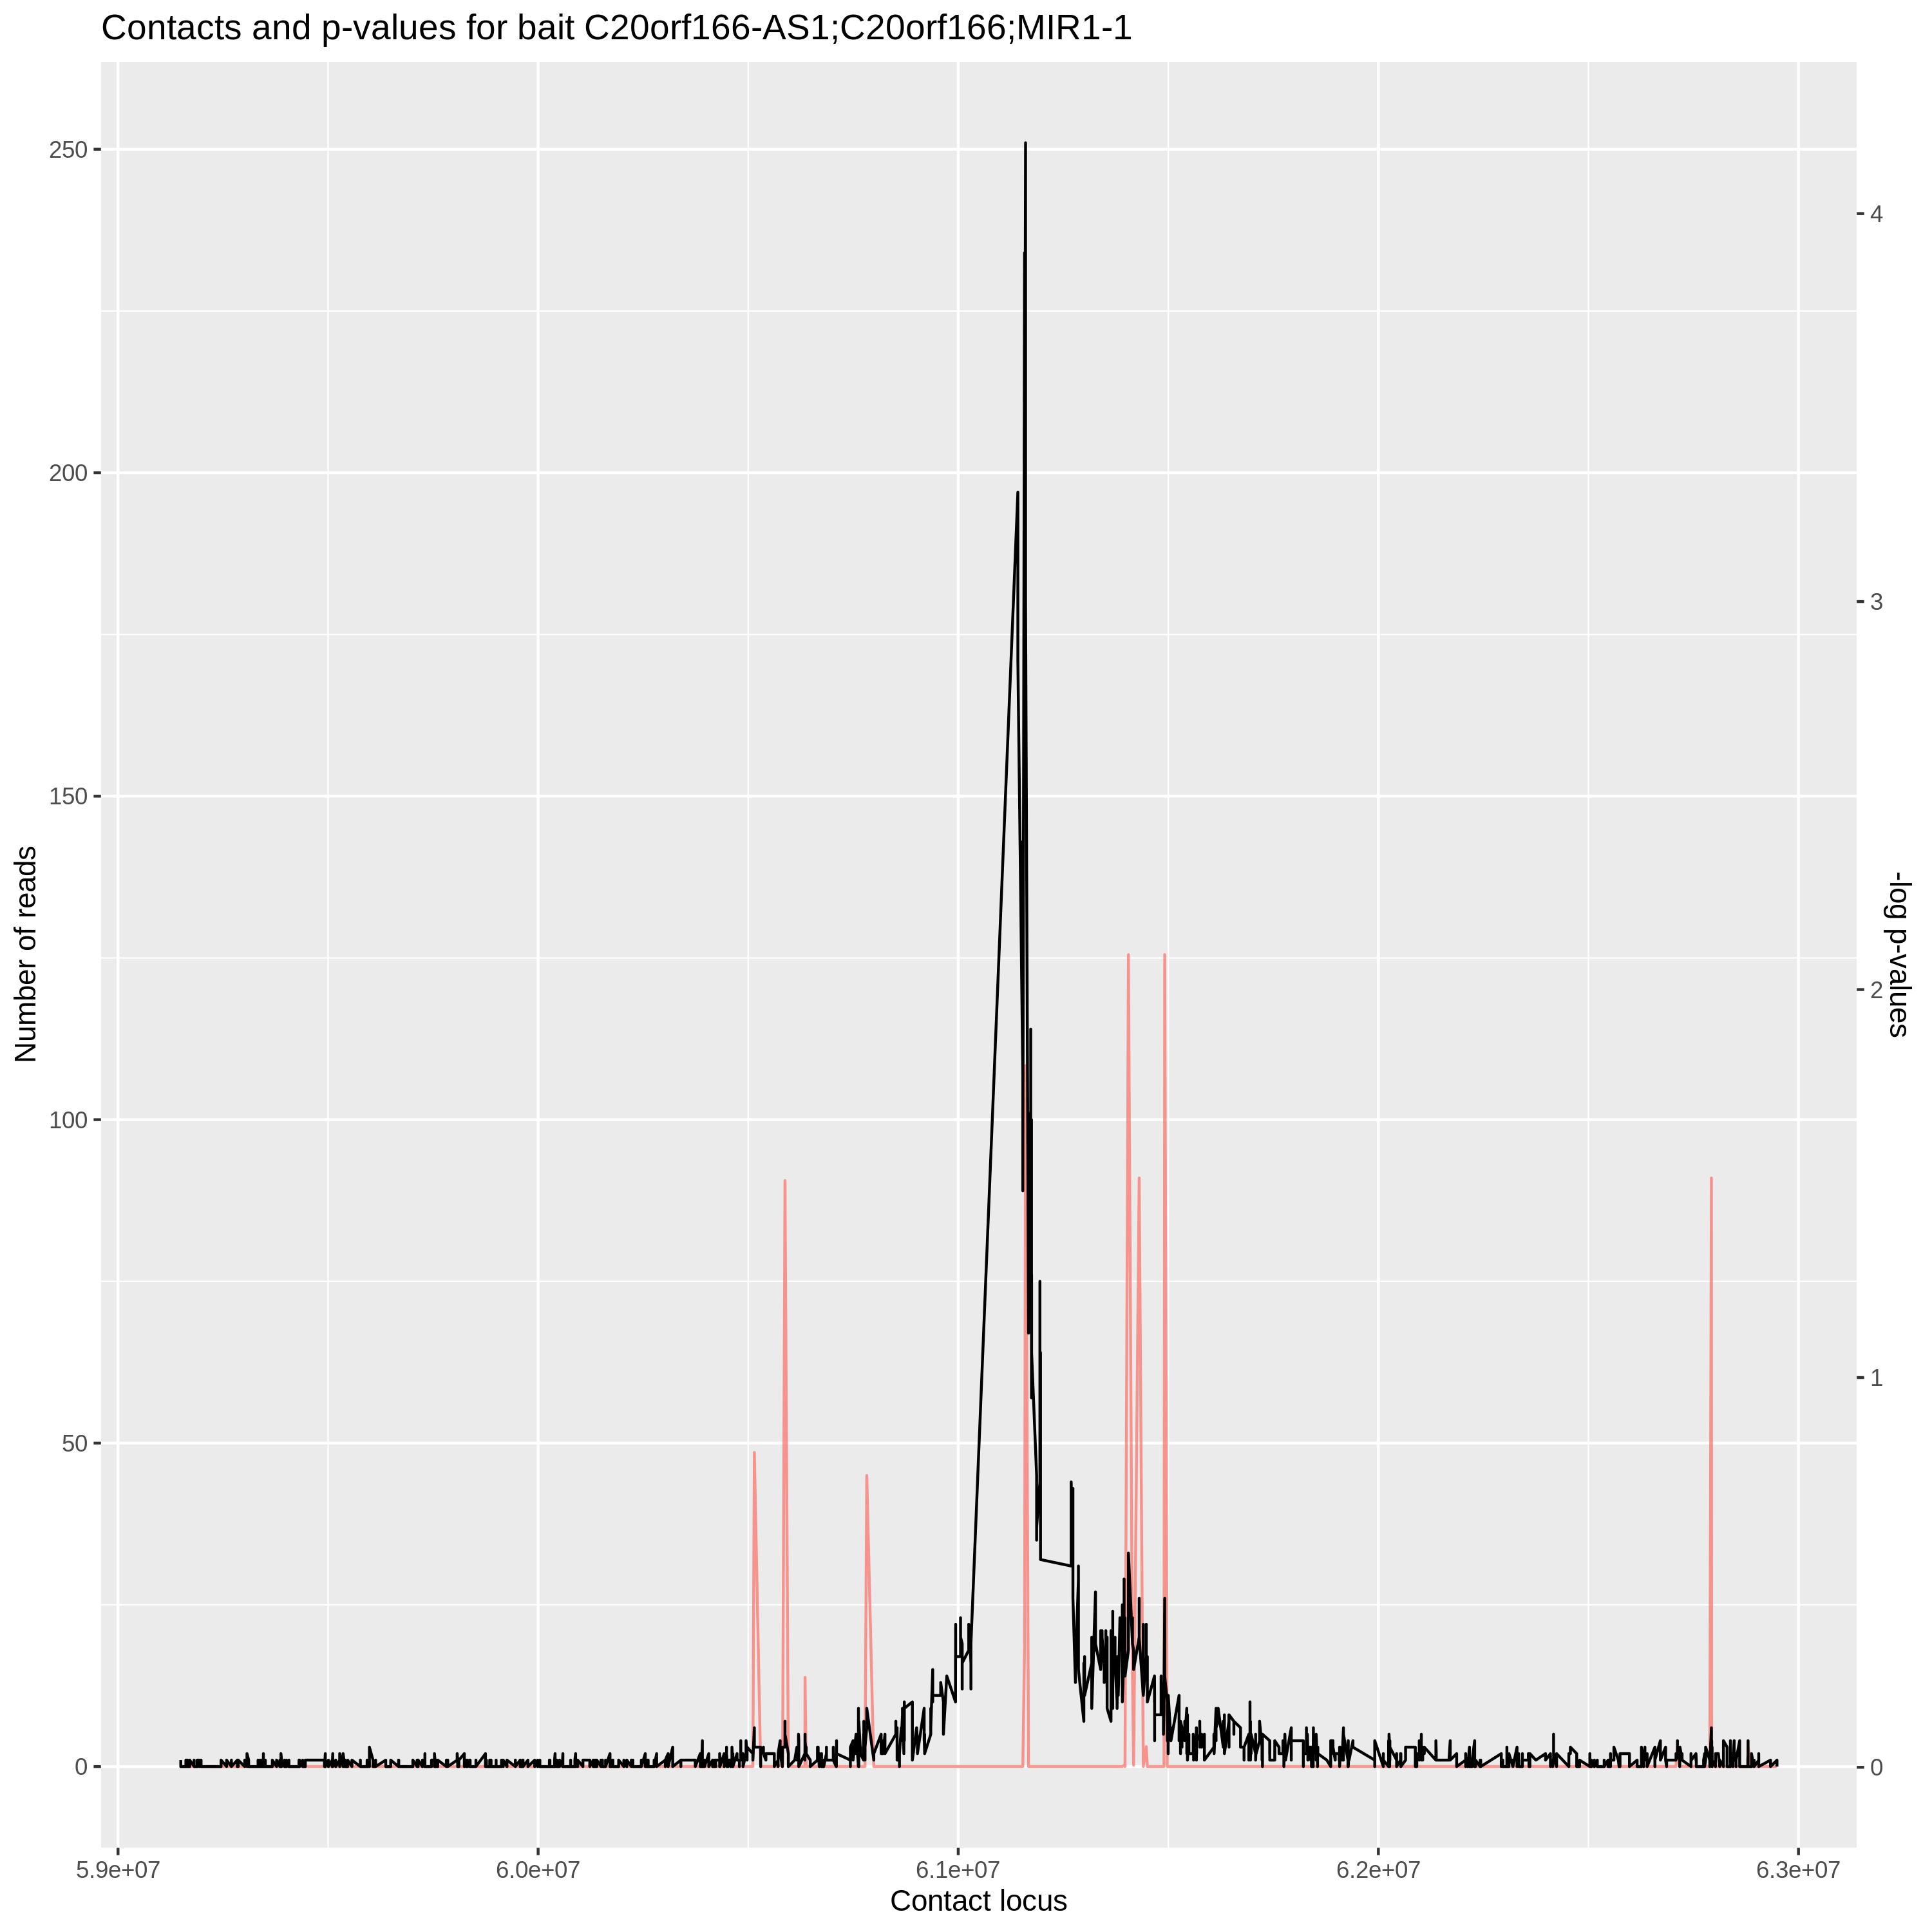 Contacts and p-values for bait C20orf166-AS1;C20orf166;MIR1-1
250
200
150
100
50
0
Number of reads
4
3
2
1
0
-log p-values
5.9e+07
6.0e+07
6.1e+07
6.2e+07
6.3e+07
Contact locus